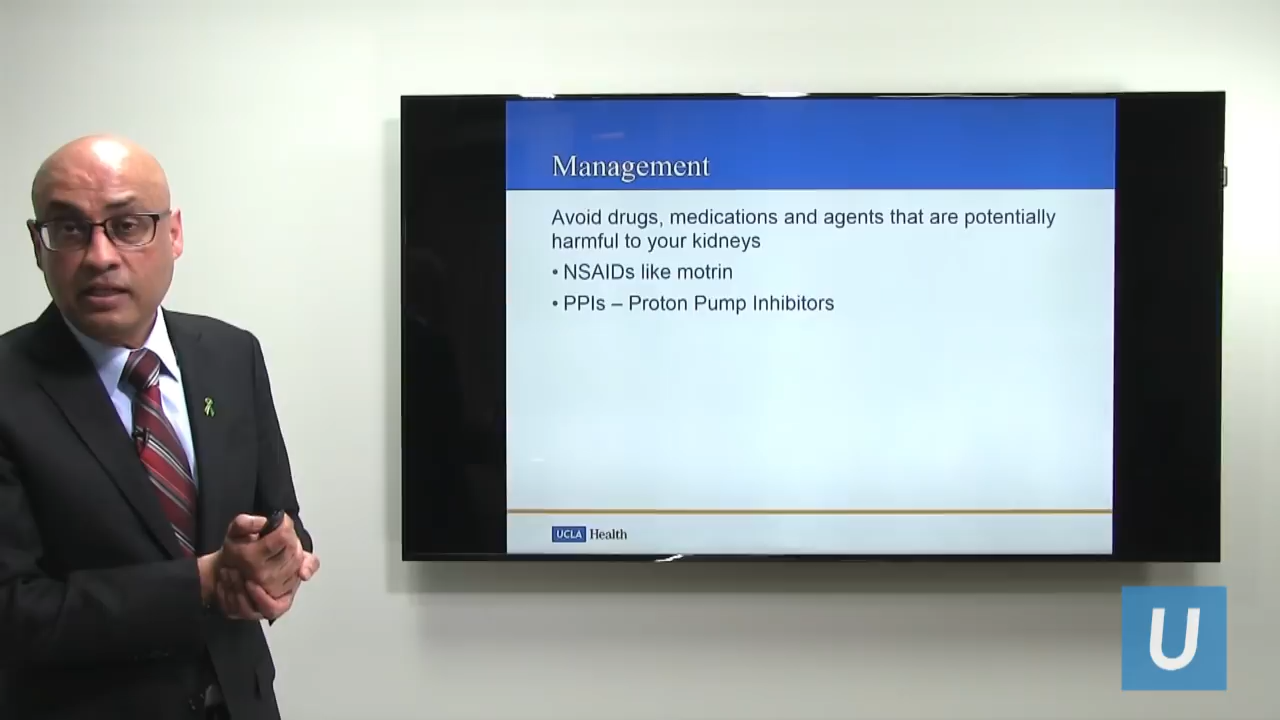 Management
Avoid drugs, medications and agents that are potentially
harmful to your kidneys
• NSAIDs like motrin
• PPIs – Proton Pump Inhibitors
UCLA Health
U